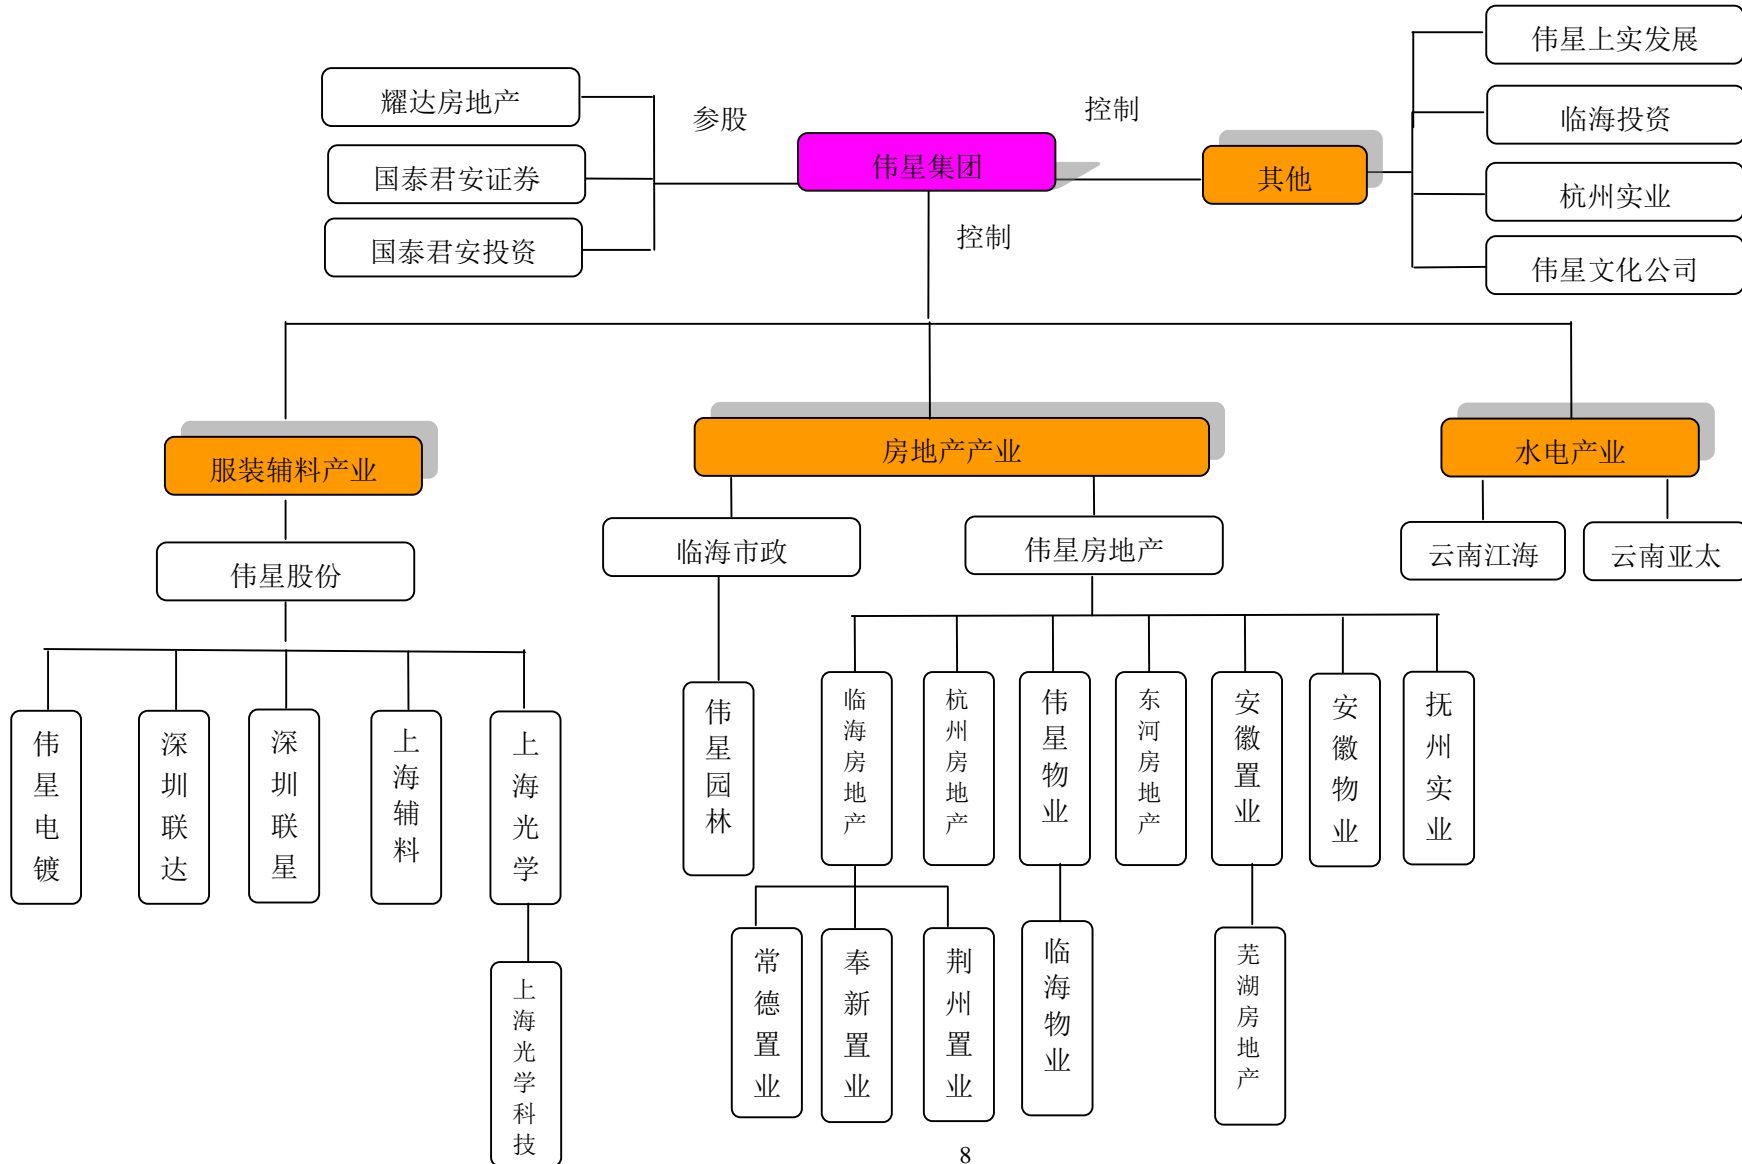 伟星上实发展
耀达房地产
参股
控制
临海投资
伟星集团
国泰君安证券
其他
杭州实业
国泰君安投资
控制
伟星文化公司
服装辅料产业
房地产产业
水电产业
伟星股份
临海市政
伟星房地产
云南江海
云南亚太
伟星电镀
深圳联达
深圳联星
上海辅料
上海光学
伟星园林
临海房地产
杭州房地产
伟星物业
东河房地产
安徽置业
安徽物业
抚州实业
上海光学科技
常德置业
奉新置业
荆州置业
临海物业
芜湖房地产
8